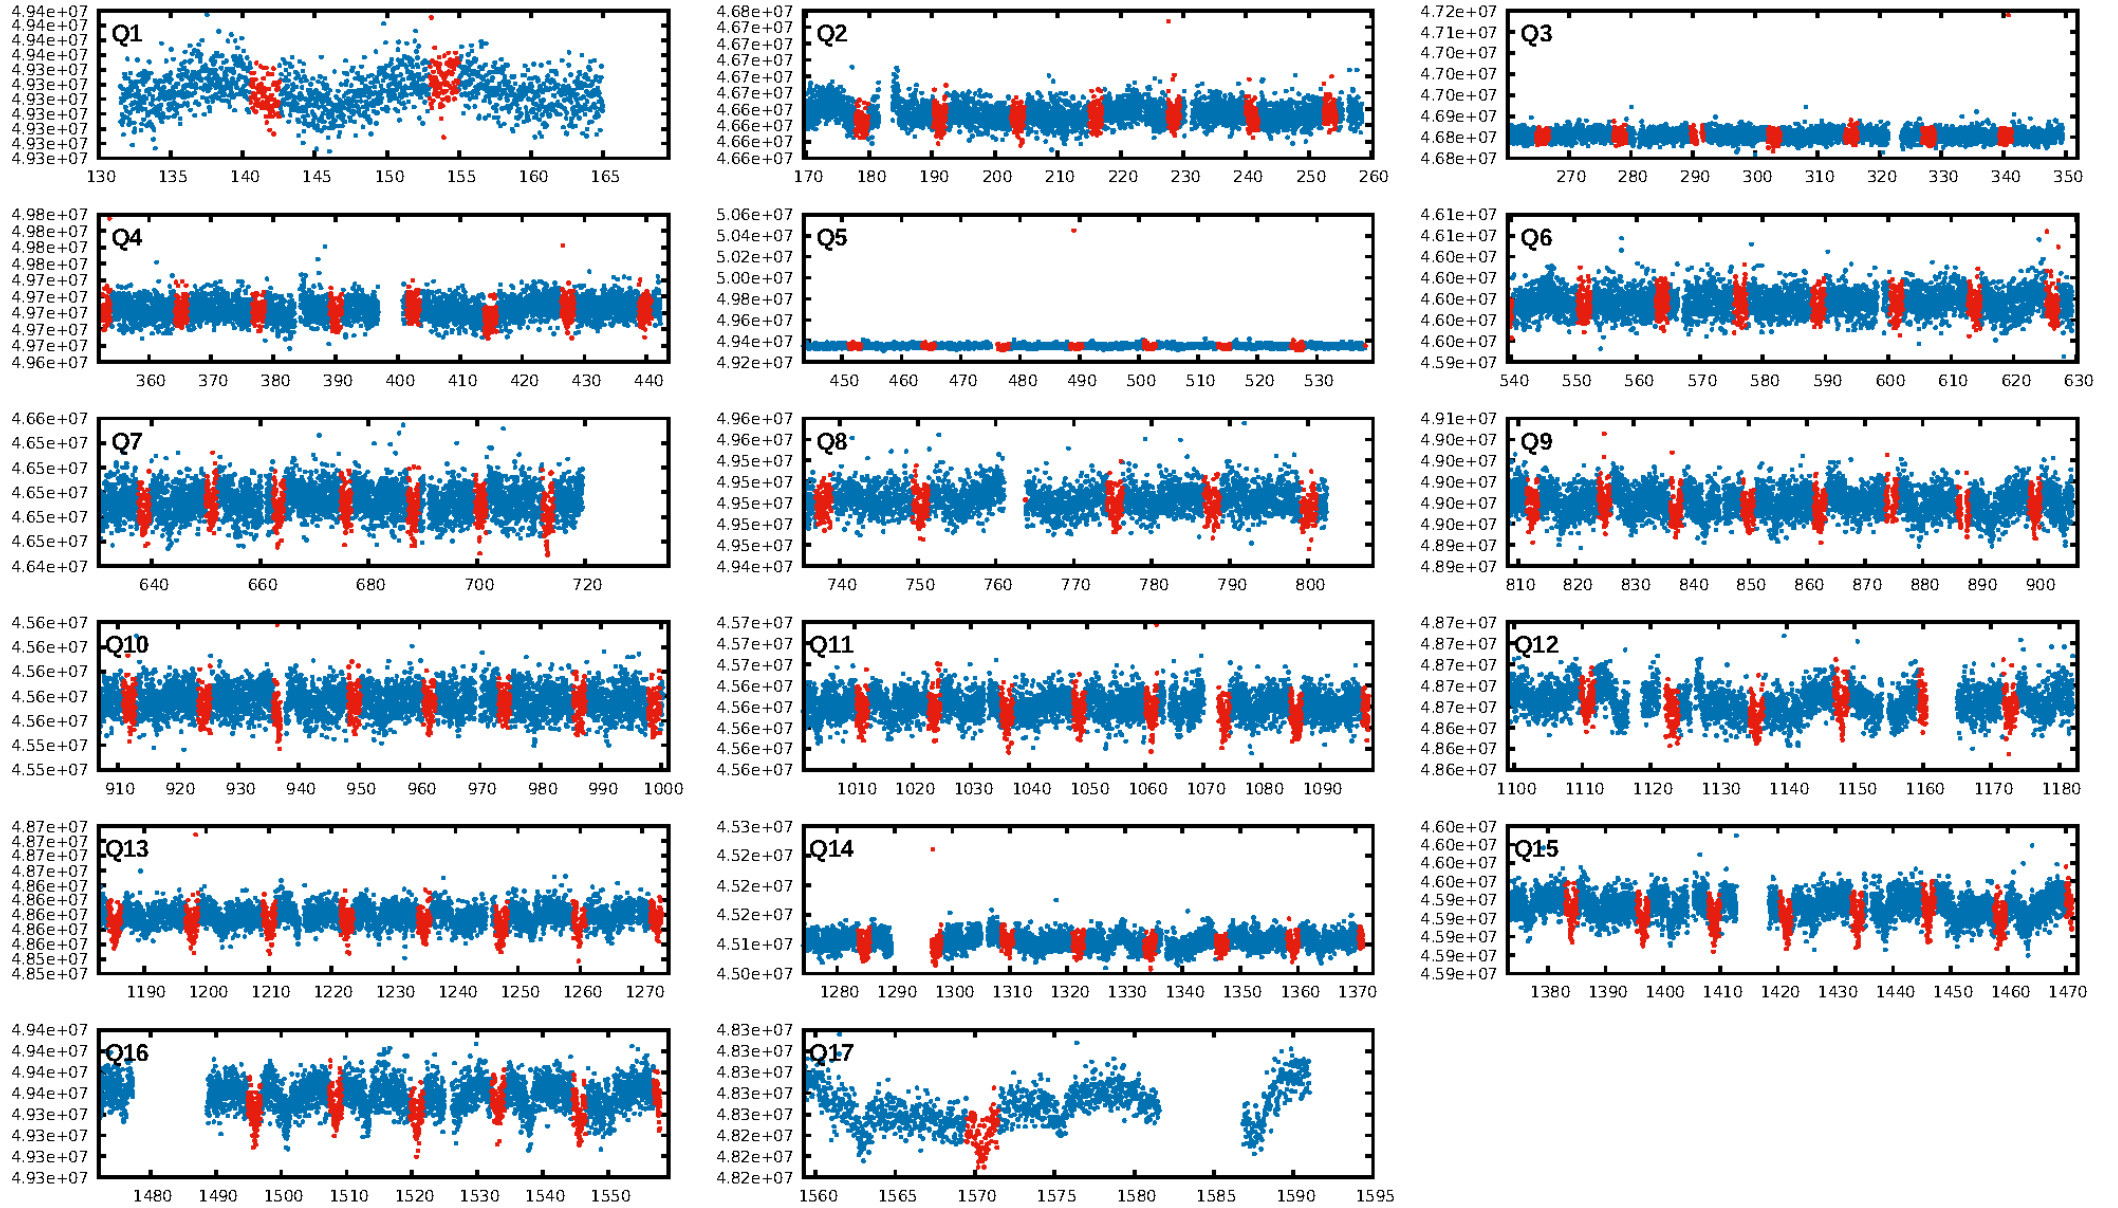 Q1
4.94e+07
4.94e+07
4.94e+07
4.94e+07
4.93e+07
4.93e+07
4.93e+07
4.93e+07
4.93e+07
4.93e+07
4.93e+07
130 135 140 145 150 155 160 165
Q2
4.68e+07
4.67e+07
4.67e+07
4.67e+07
4.67e+07
4.67e+07
4.66e+07
4.66e+07
4.66e+07
4.66e+07
170 180 190 200 210 220 230 240 250 260
Q3
4.72e+07
4.71e+07
4.70e+07
4.70e+07
4.70e+07
4.69e+07
4.68e+07
4.68e+07
270 280 290 300 310 320 330 340 350
Q4
4.98e+07
4.98e+07
4.98e+07
4.98e+07
4.97e+07
4.97e+07
4.97e+07
4.97e+07
4.97e+07
4.96e+07
360 370 380 390 400 410 420 430 440
Q5
5.06e+07
5.04e+07
5.02e+07
5.00e+07
4.98e+07
4.96e+07
4.94e+07
4.92e+07
450 460 470 480 490 500 510 520 530
Q6
4.61e+07
4.61e+07
4.60e+07
4.60e+07
4.60e+07
4.60e+07
4.60e+07
4.59e+07
540 550 560 570 580 590 600 610 620 630
Q7
4.66e+07
4.65e+07
4.65e+07
4.65e+07
4.65e+07
4.65e+07
4.64e+07
640 660 680 700 720
Q8
4.96e+07
4.96e+07
4.95e+07
4.95e+07
4.95e+07
4.95e+07
4.95e+07
4.94e+07
740 750 760 770 780 790 800
Q9
4.91e+07
4.90e+07
4.90e+07
4.90e+07
4.90e+07
4.90e+07
4.89e+07
4.89e+07
810 820 830 840 850 860 870 880 890 900
Q10
4.56e+07
4.56e+07
4.56e+07
4.56e+07
4.56e+07
4.55e+07
4.55e+07
910 920 930 940 950 960 970 980 990 1000
Q11
4.57e+07
4.57e+07
4.57e+07
4.56e+07
4.56e+07
4.56e+07
4.56e+07
4.56e+07
1010 1020 1030 1040 1050 1060 1070 1080 1090
Q12
4.87e+07
4.87e+07
4.87e+07
4.87e+07
4.87e+07
4.86e+07
4.86e+07
4.86e+07
1100 1110 1120 1130 1140 1150 1160 1170 1180
Q13
4.87e+07
4.87e+07
4.87e+07
4.87e+07
4.86e+07
4.86e+07
4.86e+07
4.86e+07
4.86e+07
4.85e+07
4.85e+07
1190 1200 1210 1220 1230 1240 1250 1260 1270
Q14
4.53e+07
4.52e+07
4.52e+07
4.52e+07
4.51e+07
4.50e+07
1280 1290 1300 1310 1320 1330 1340 1350 1360 1370
Q15
4.60e+07
4.60e+07
4.60e+07
4.60e+07
4.59e+07
4.59e+07
4.59e+07
4.59e+07
4.59e+07
1380 1390 1400 1410 1420 1430 1440 1450 1460 1470
Q16
4.94e+07
4.94e+07
4.94e+07
4.94e+07
4.93e+07
4.93e+07
4.93e+07
4.93e+07
1480 1490 1500 1510 1520 1530 1540 1550
Q17
4.83e+07
4.83e+07
4.83e+07
4.83e+07
4.83e+07
4.82e+07
4.82e+07
4.82e+07
1560 1565 1570 1575 1580 1585 1590 1595